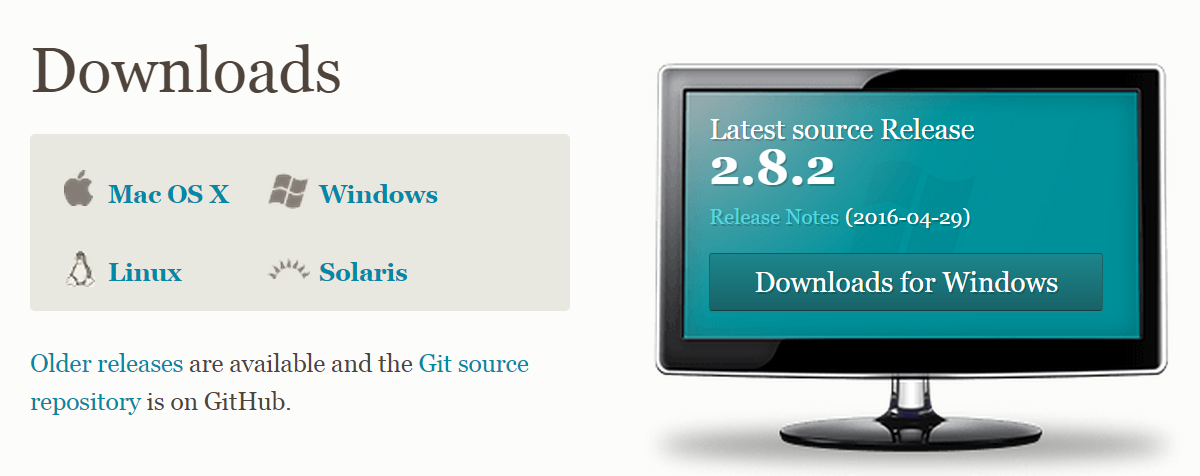 Downloads
Mac OS X
Windows
Linux
Solaris
Older releases are available and the Git source
repository is on GitHub.
Latest source Release
2.8.2
Release Notes (2016-04-29)
Downloads for Windows